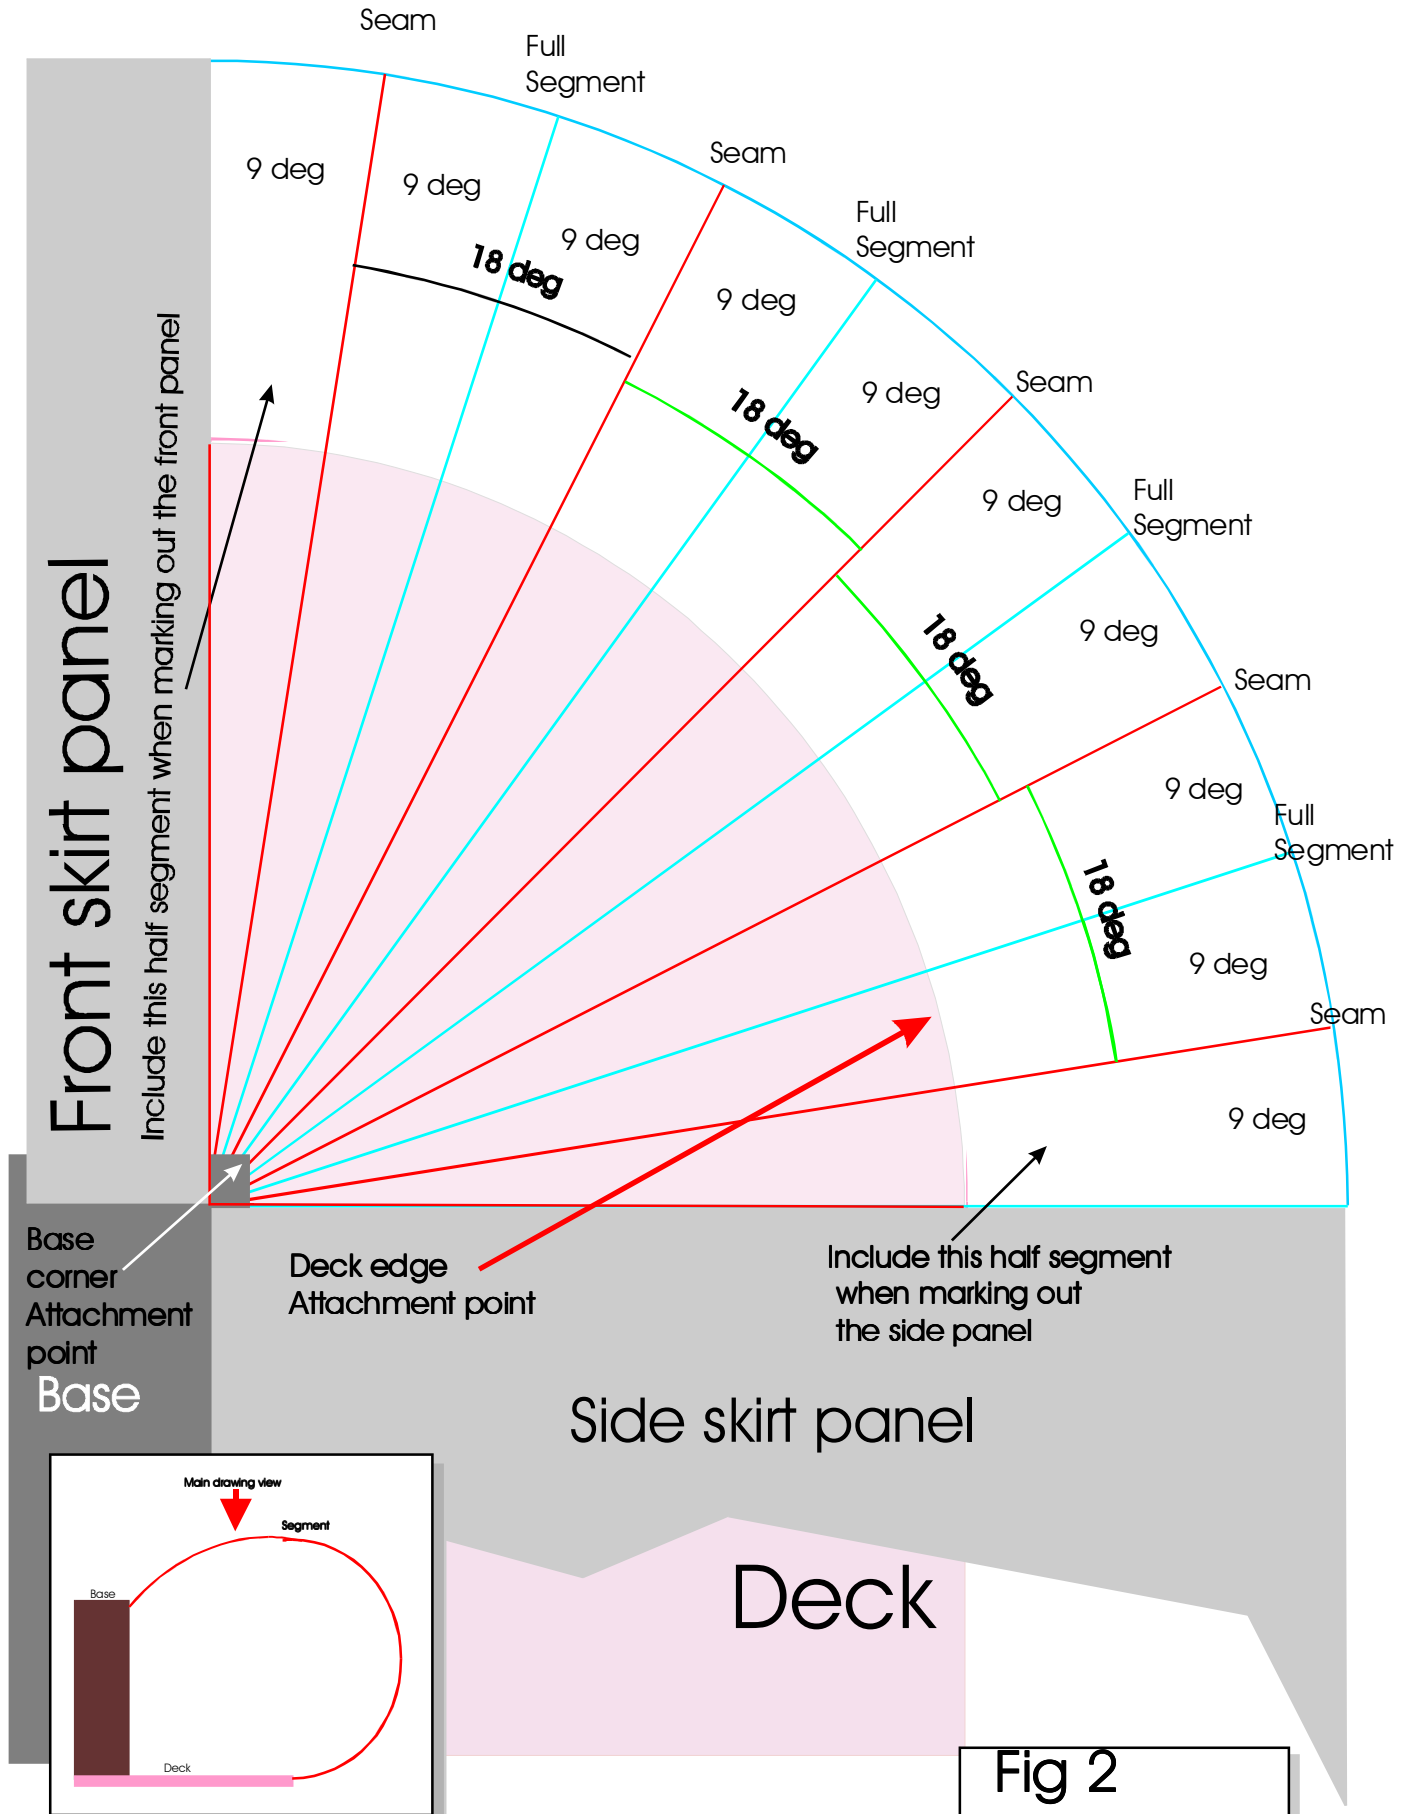 Seam
Full
Segment
9 deg
9 deg
9 deg
18 deg
Seam
Full
Segment
9 deg
9 deg
18 deg
Seam
Full
Segment
9 deg
9 deg
18 deg
Seam
9 deg
Full
Segment
18 deg
9 deg
Seam
9 deg
Front skirt panel
Include this half segment when marking out the front panel
Base
corner
Attachment
point
Base
Deck edge
Attachment point
Include this half segment
when marking out
the side panel
Side skirt panel
Main drawing view
Segment
Base
Deck
Deck
Fig 2